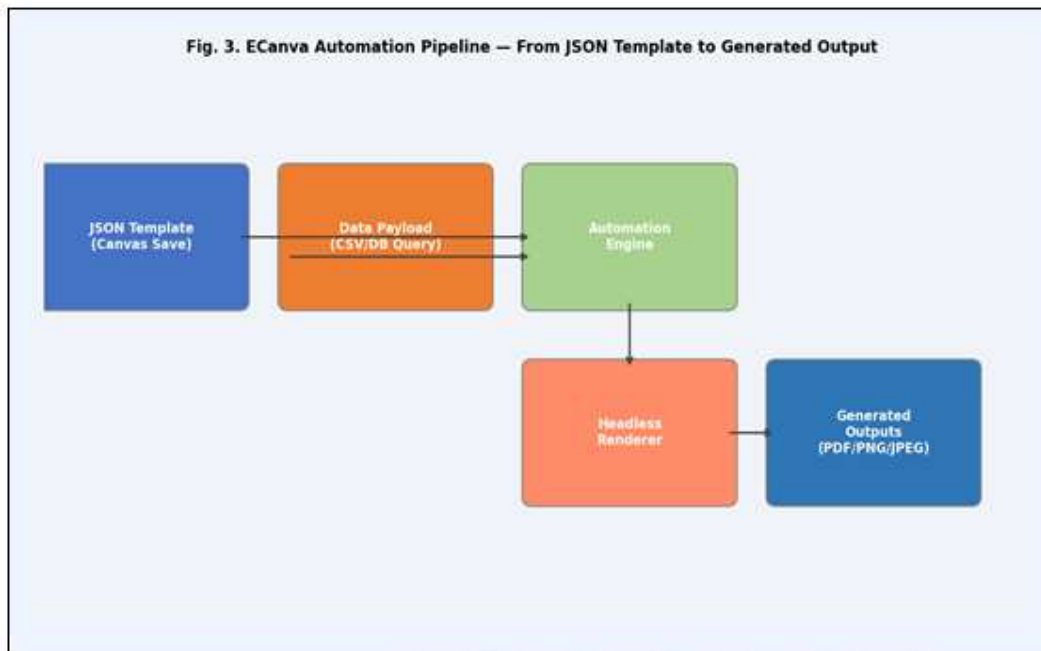 Fig. 3. ECanva Automation Pipeline — From JSON Template to Generated Output
JSON Template
(Canvas Save)
Data Payload
(CSV/DB Query)
Automation
Engine
Headless
Renderer
Generated
Outputs
(PDF/PNG/JPEG)